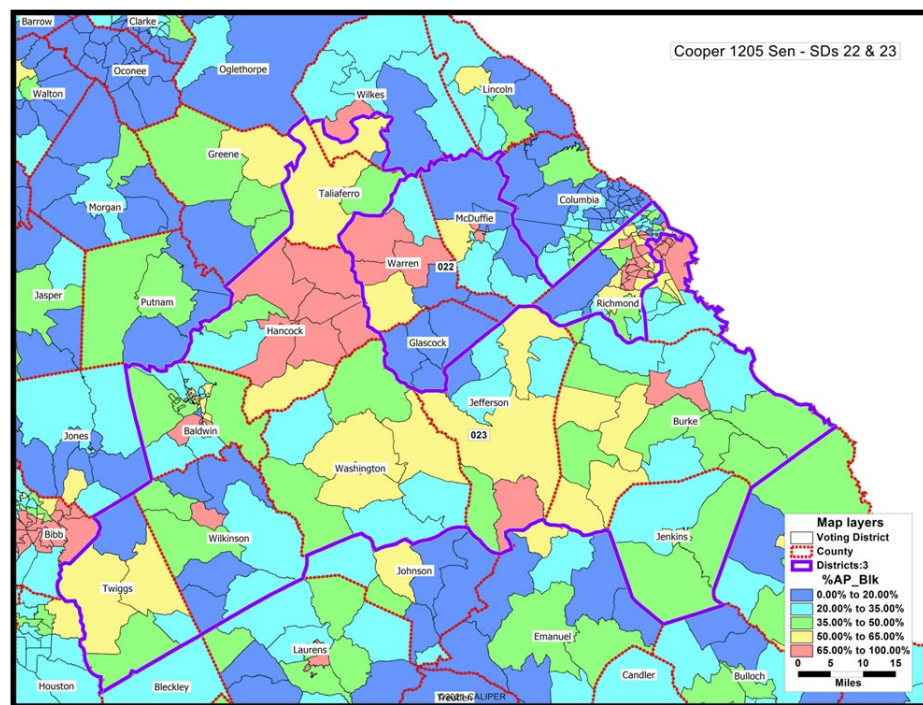 Cooper 1205 Sen - SDs 22 & 23
Barrow
Clarke
Oconee
Oglethorpe
Walton
Wilkes
Lincoln
Greene
Taliaferro
Morgan
McDuffie
Columbia
Warren
022
Jasper
Putnam
Richmond
Hancock
Glascock
Jefferson
Burke
Jones
Baldwin
023
Washington
Bibb
Wilkinson
Jenkins
Johnson
Twiggs
Emanuel
Laurens
Candler
Bulloch
Houston
Bleckley
Treutlen
CALIPER
Map layers
Voting District
County
Districts:3
%AP_Blk
0.00% to 20.00%
20.00% to 35.00%
35.00% to 50.00%
50.00% to 65.00%
65.00% to 100.00%
0 5 10 15
Miles